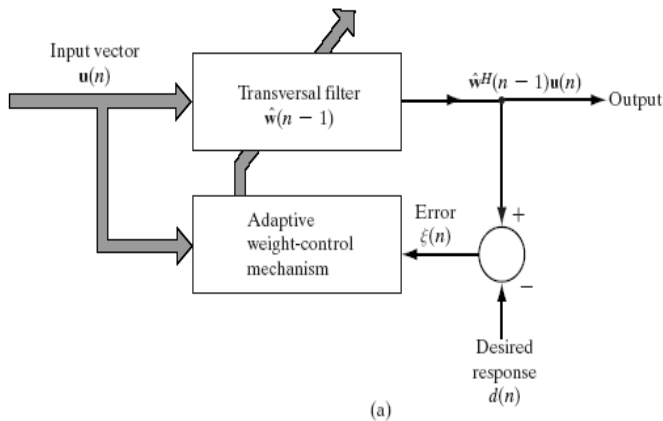 Input vector
u(n)
Transversal filter
ŵ(n − 1)
ŵᴴ(n − 1)u(n)
Output
Adaptive
weight-control
mechanism
Error
ξ(n)
+
−
Desired
response
d(n)
(a)